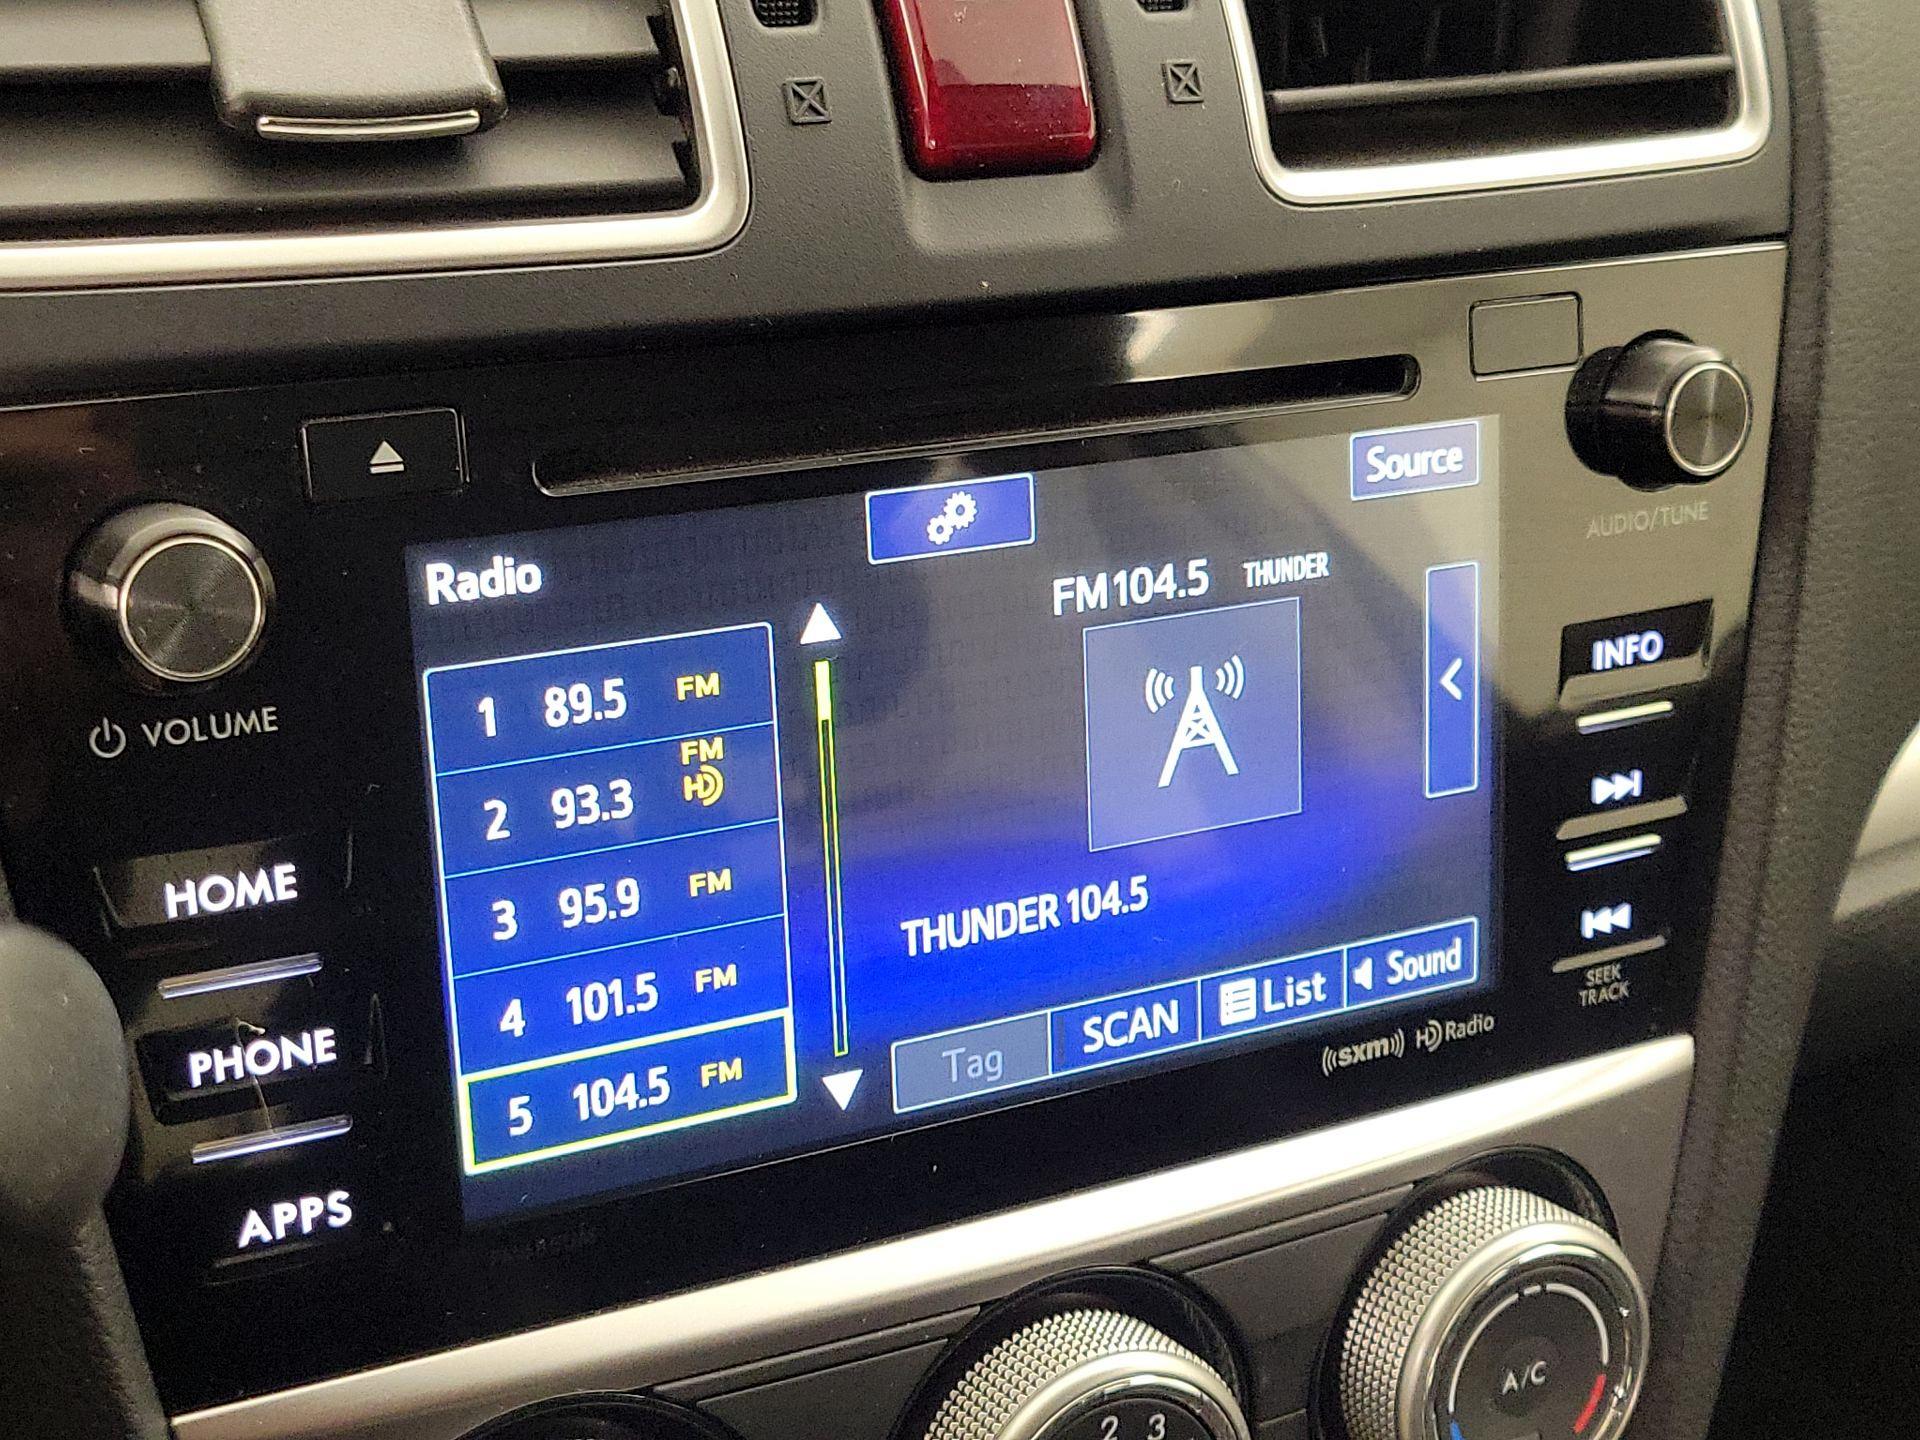 Source
AUDIO/TUNE
Radio
FM104.5 THUNDER
INFO
1 89.5 FM
VOLUME
2 93.3 FM HD
HOME
3 95.9 FM
THUNDER 104.5
4 101.5 FM
SEEK
TRACK
Tag SCAN List Sound
PHONE
5 104.5 FM
((sxm)) HD Radio
APPS
A/C
2 3